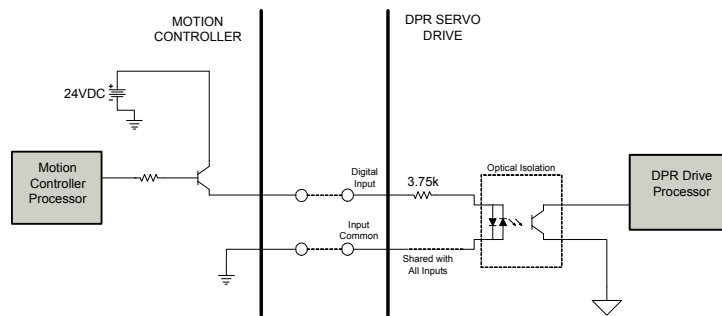 MOTION
CONTROLLER
DPR SERVO
DRIVE
+
24VDC
-
Motion
Controller
Processor
Digital
Input
3.75k
Optical Isolation
DPR Drive
Processor
Input
Common
Shared with
All Inputs